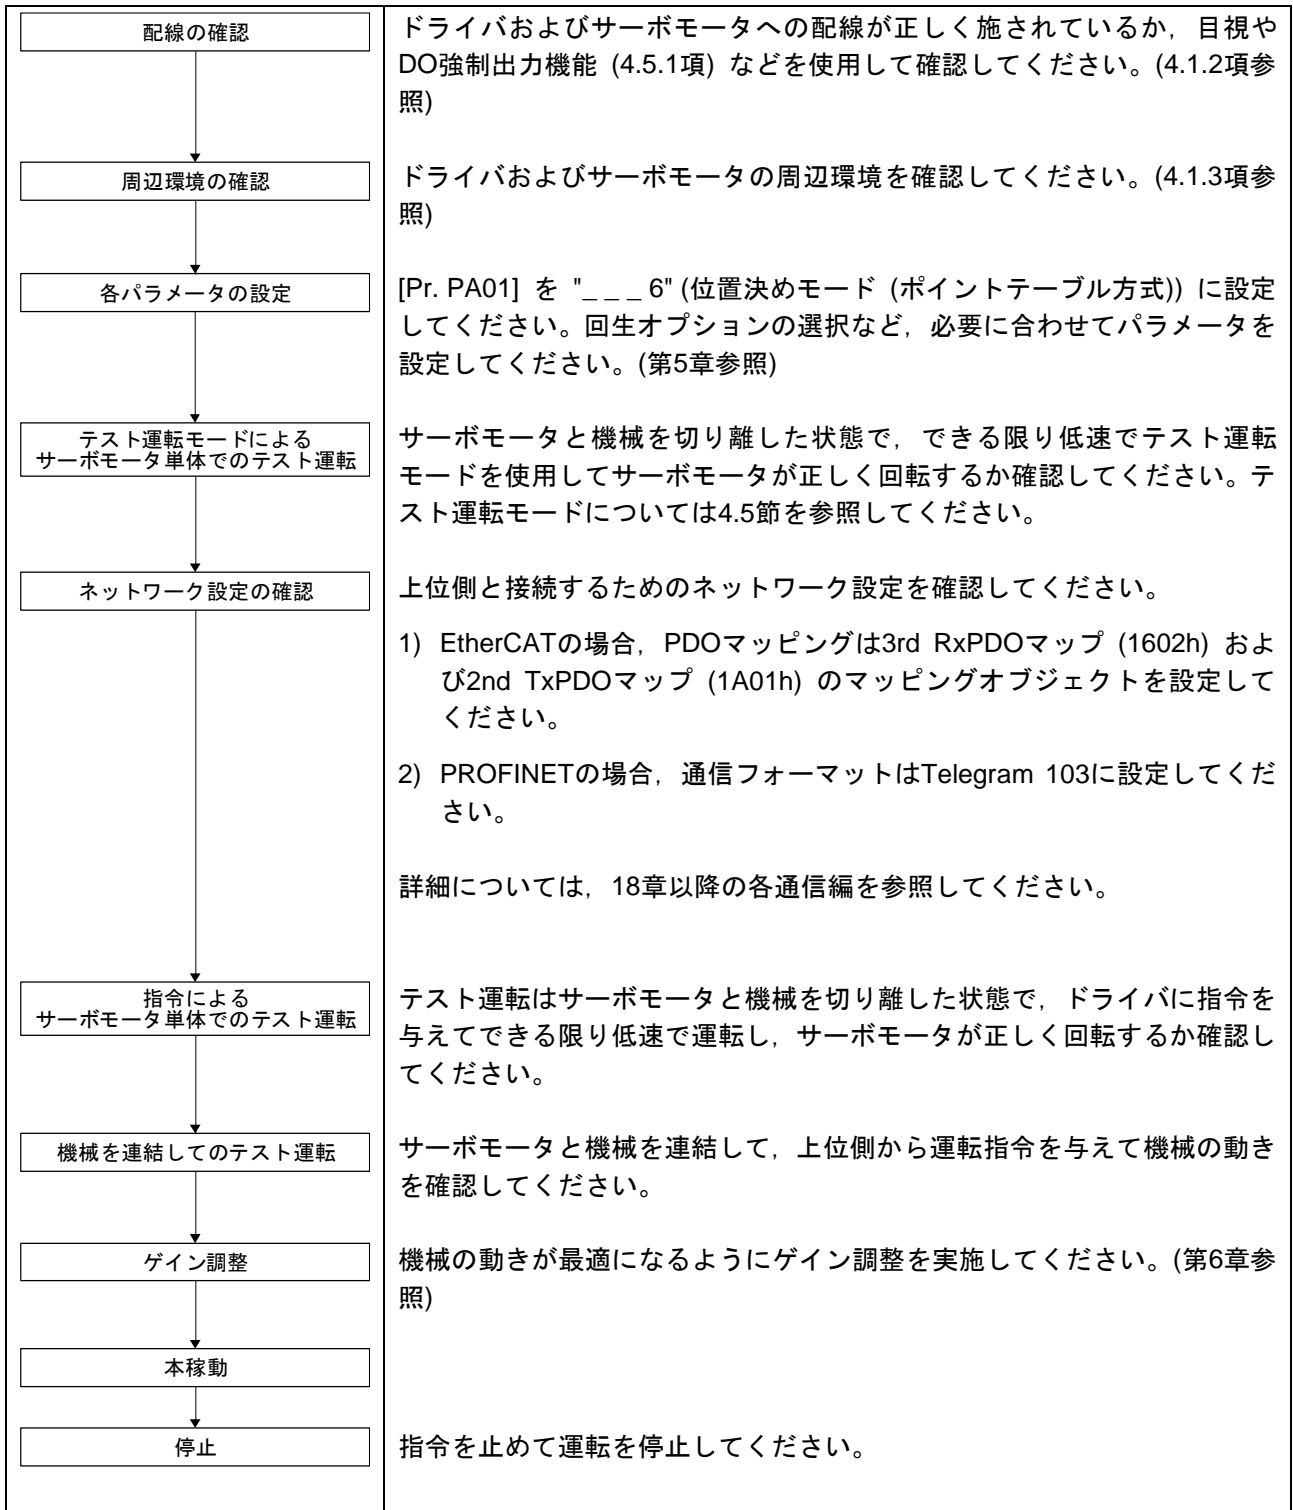 配線の確認
ドライバおよびサーボモータへの配線が正しく施されているか，目視や
DO強制出力機能 (4.5.1項) などを使用して確認してください。(4.1.2項参
照)
周辺環境の確認
ドライバおよびサーボモータの周辺環境を確認してください。(4.1.3項参
照)
各パラメータの設定
[Pr. PA01] を "_ _ _ 6" (位置決めモード (ポイントテーブル方式)) に設定
してください。回生オプションの選択など，必要に合わせてパラメータを
設定してください。(第5章参照)
テスト運転モードによる
サーボモータ単体でのテスト運転
サーボモータと機械を切り離した状態で，できる限り低速でテスト運転
モードを使用してサーボモータが正しく回転するか確認してください。テ
スト運転モードについては4.5節を参照してください。
ネットワーク設定の確認
上位側と接続するためのネットワーク設定を確認してください。
1) EtherCATの場合，PDOマッピングは3rd RxPDOマップ (1602h) およ
び2nd TxPDOマップ (1A01h) のマッピングオブジェクトを設定して
ください。
2) PROFINETの場合，通信フォーマットはTelegram 103に設定してくだ
さい。
詳細については，18章以降の各通信編を参照してください。
指令による
サーボモータ単体でのテスト運転
テスト運転はサーボモータと機械を切り離した状態で，ドライバに指令を
与えてできる限り低速で運転し，サーボモータが正しく回転するか確認し
てください。
機械を連結してのテスト運転
サーボモータと機械を連結して，上位側から運転指令を与えて機械の動き
を確認してください。
ゲイン調整
機械の動きが最適になるようにゲイン調整を実施してください。(第6章参
照)
本稼動
停止
指令を止めて運転を停止してください。